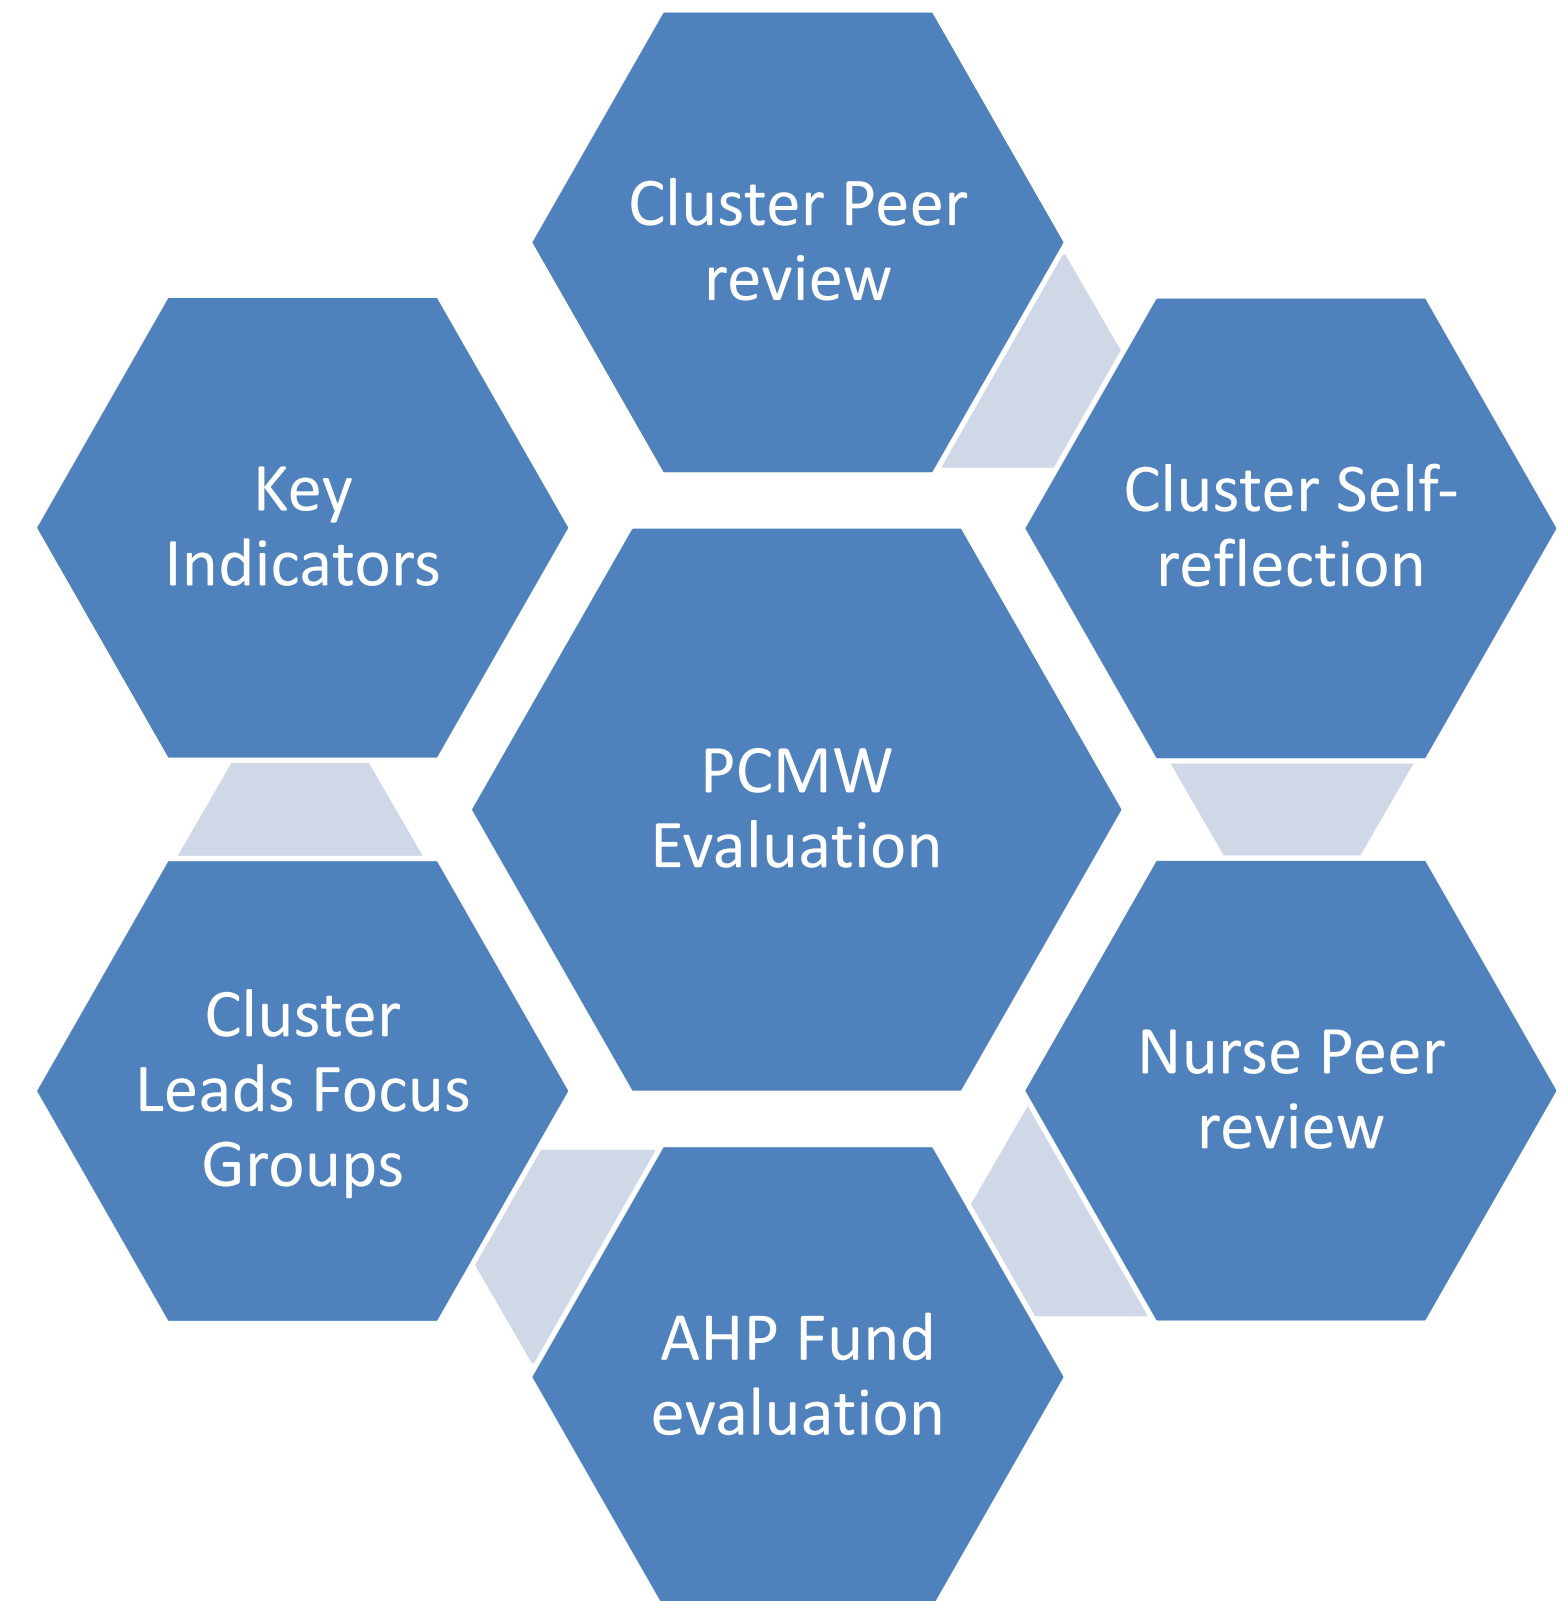 Cluster Peer
review
Key
Indicators
Cluster Self-
reflection
PCMW
Evaluation
Cluster
Leads Focus
Groups
Nurse Peer
review
AHP Fund
evaluation